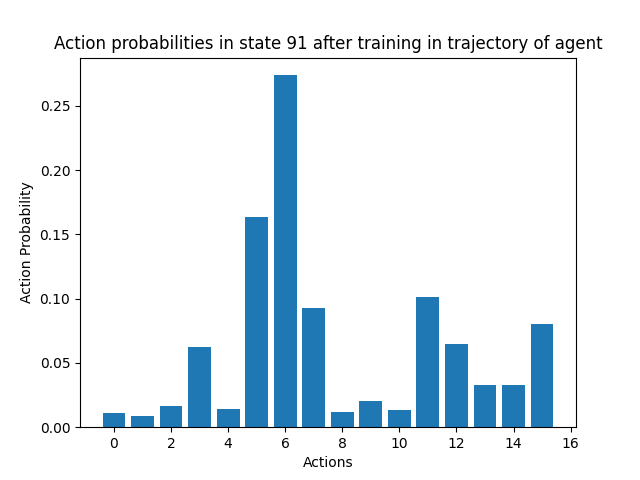 Action probabilities in state 91 after training in trajectory of agent
Action Probability
0.25
0.20
0.15
0.10
0.05
0.00
0 2 4 6 8 10 12 14 16
Actions